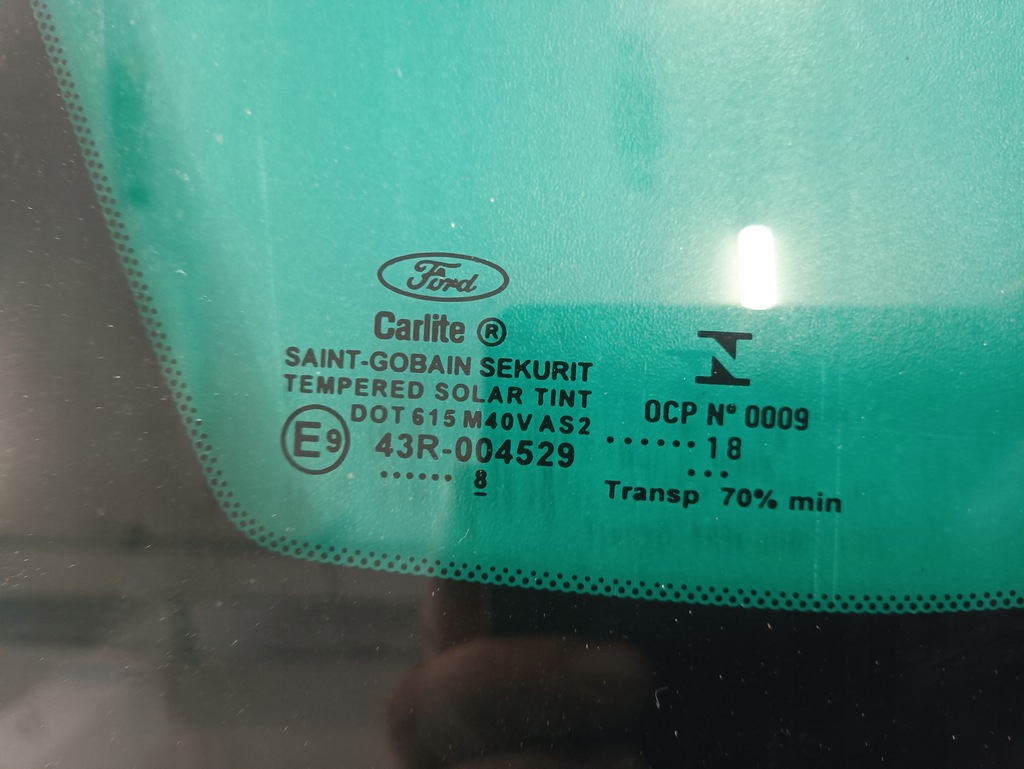 Ford
Carlite ®
SAINT-GOBAIN SEKURIT
TEMPERED SOLAR TINT
DOT 615 M40V AS2
E9 43R-004529
...... 8
N
OCP Nº 0009
...... 18
...
Transp 70% min